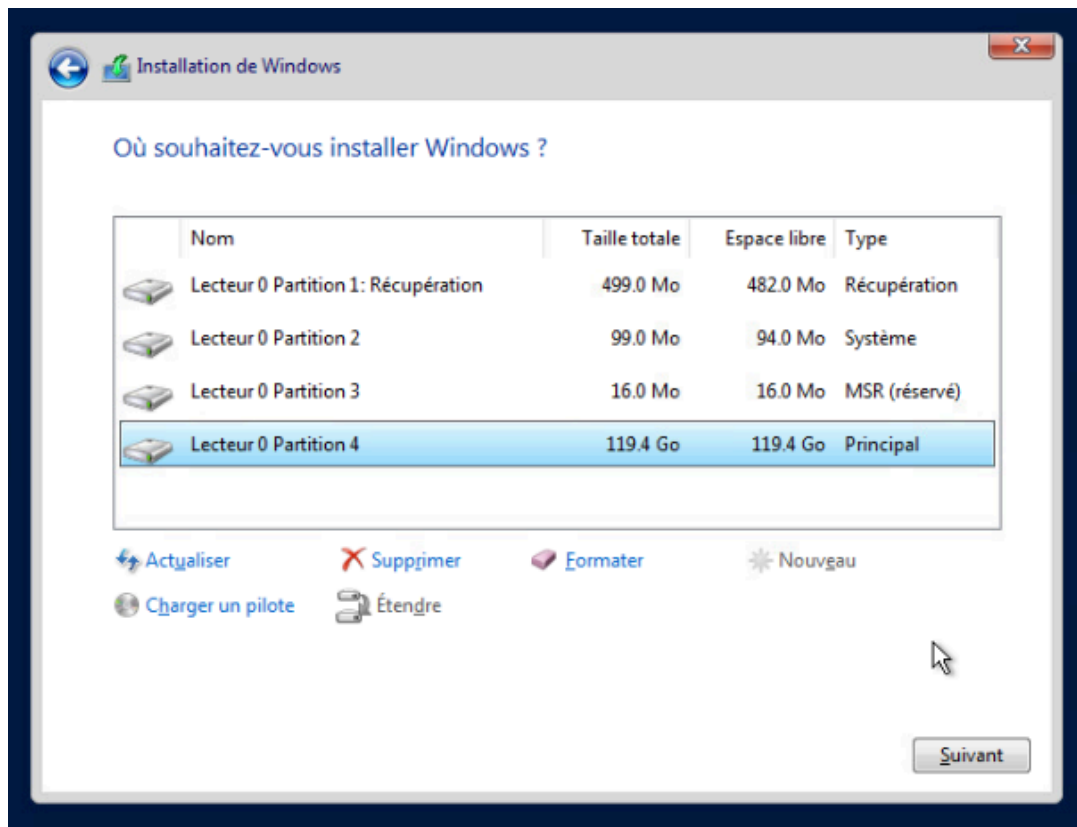 Installation de Windows
Où souhaitez-vous installer Windows ?
Nom Taille totale Espace libre Type
Lecteur 0 Partition 1: Récupération 499.0 Mo 482.0 Mo Récupération
Lecteur 0 Partition 2 99.0 Mo 94.0 Mo Système
Lecteur 0 Partition 3 16.0 Mo 16.0 Mo MSR (réservé)
Lecteur 0 Partition 4 119.4 Go 119.4 Go Principal
Actualiser Supprimer Formater Nouveau
Charger un pilote Étendre
Suivant